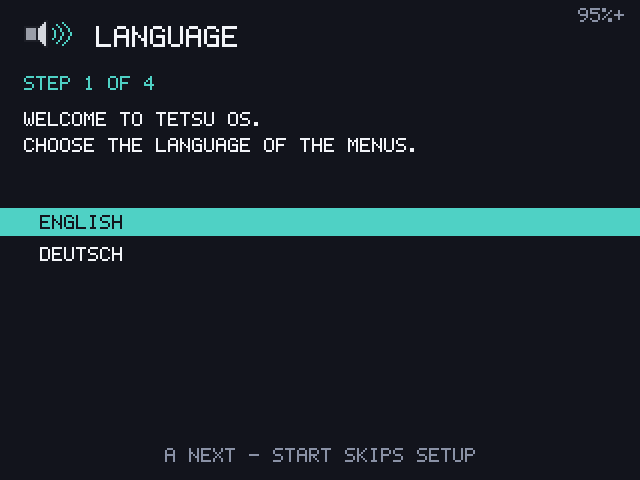 95%+
LANGUAGE
STEP 1 OF 4
WELCOME TO TETSU OS.
CHOOSE THE LANGUAGE OF THE MENUS.
ENGLISH
DEUTSCH
A NEXT - START SKIPS SETUP